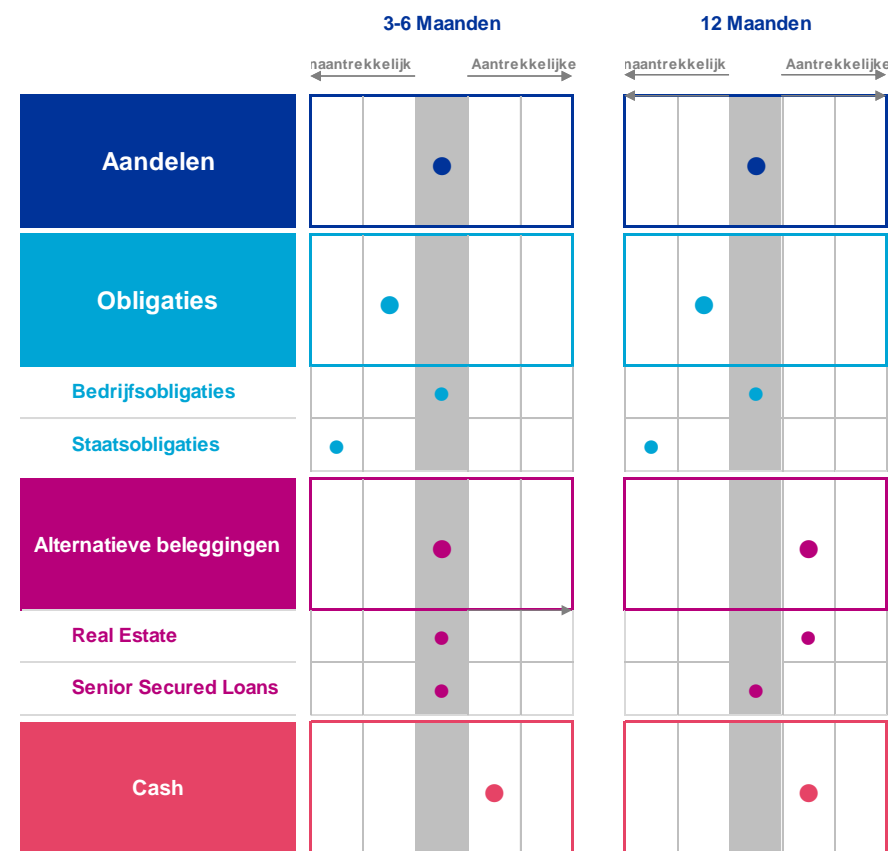 3-6 Maanden 12 Maanden
naantrekkelijk Aantrekkelijke naantrekkelijk Aantrekkelijke
Aandelen
Obligaties
Bedrijfsobligaties
Staatsobligaties
Alternatieve beleggingen
Real Estate
Senior Secured Loans
Cash